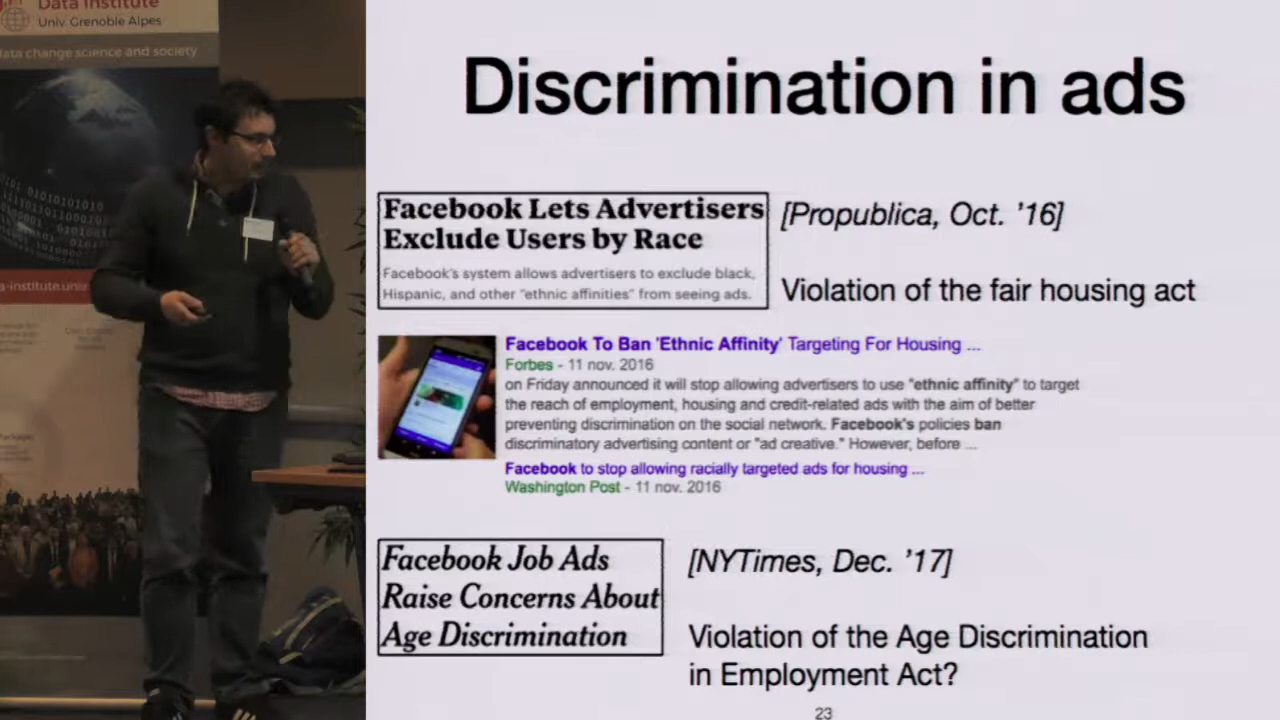 Data Institute
Univ. Grenoble Alpes
data change science and society
Discrimination in ads
Facebook Lets Advertisers
Exclude Users by Race
Facebook's system allows advertisers to exclude black,
Hispanic, and other "ethnic affinities" from seeing ads.
[Propublica, Oct. '16]
Violation of the fair housing act
Facebook To Ban 'Ethnic Affinity' Targeting For Housing ...
Forbes - 11 nov. 2016
on Friday announced it will stop allowing advertisers to use "ethnic affinity" to target
the reach of employment, housing and credit-related ads with the aim of better
preventing discrimination on the social network. Facebook's policies ban
discriminatory advertising content or "ad creative." However, before ...
Facebook to stop allowing racially targeted ads for housing ...
Washington Post - 11 nov. 2016
Facebook Job Ads
Raise Concerns About
Age Discrimination
[NYTimes, Dec. '17]
Violation of the Age Discrimination
in Employment Act?
23